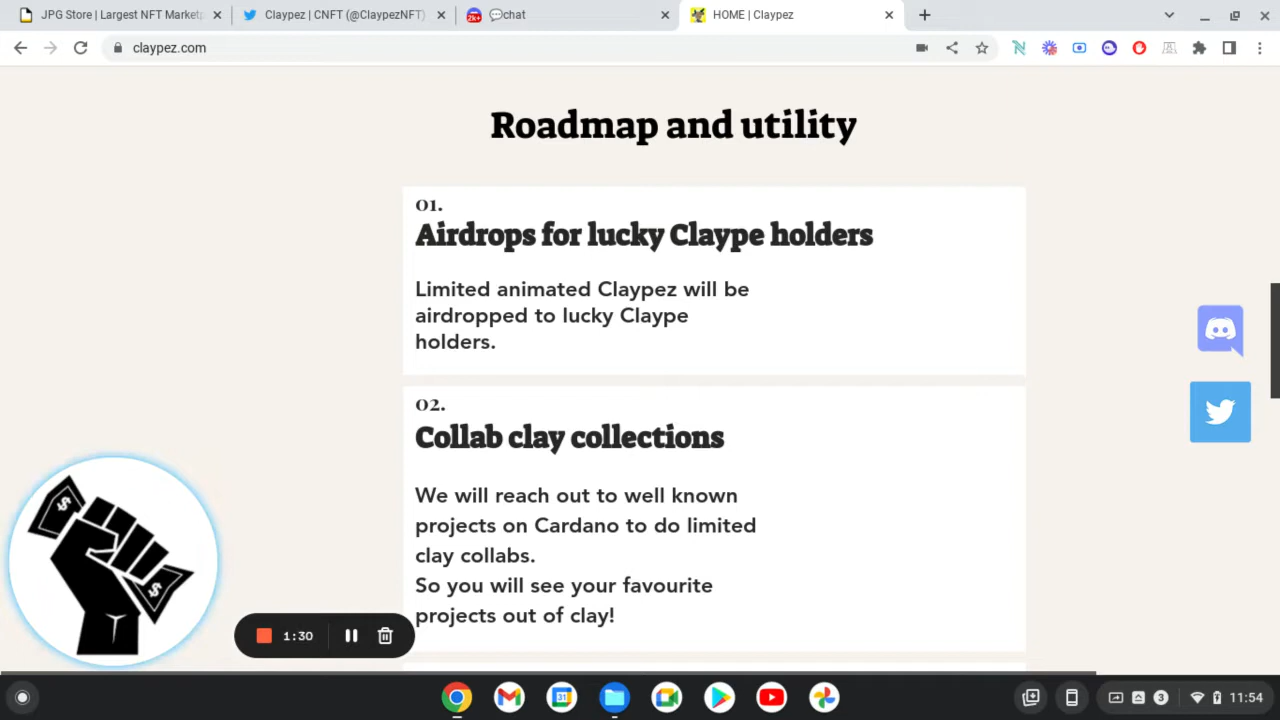 JPG Store | Largest NFT Marketp
Claypez | CNFT (@ClaypezNFT) |
2k+
chat
HOME | Claypez
claypez.com
Roadmap and utility
01.
Airdrops for lucky Claype holders
Limited animated Claypez will be
airdropped to lucky Claype
holders.
02.
Collab clay collections
We will reach out to well known
projects on Cardano to do limited
clay collabs.
So you will see your favourite
projects out of clay!
$
$
1:30
31
3
11:54